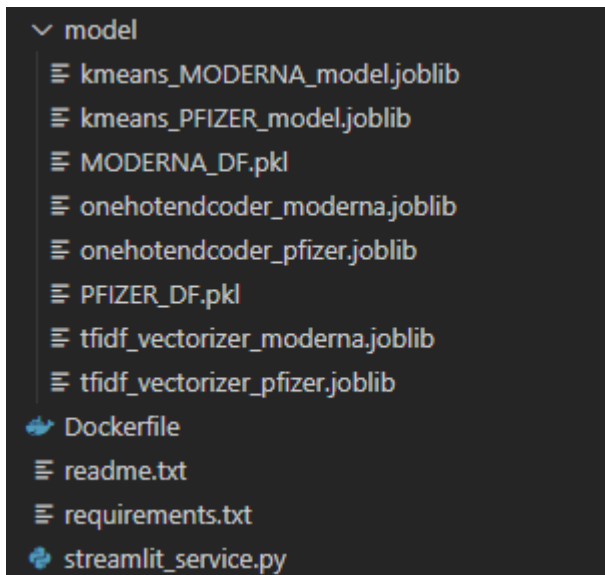 model
kmeans_MODERNA_model.joblib
kmeans_PFIZER_model.joblib
MODERNA_DF.pkl
onehotendcoder_moderna.joblib
onehotendcoder_pfizer.joblib
PFIZER_DF.pkl
tfidf_vectorizer_moderna.joblib
tfidf_vectorizer_pfizer.joblib
Dockerfile
readme.txt
requirements.txt
streamlit_service.py